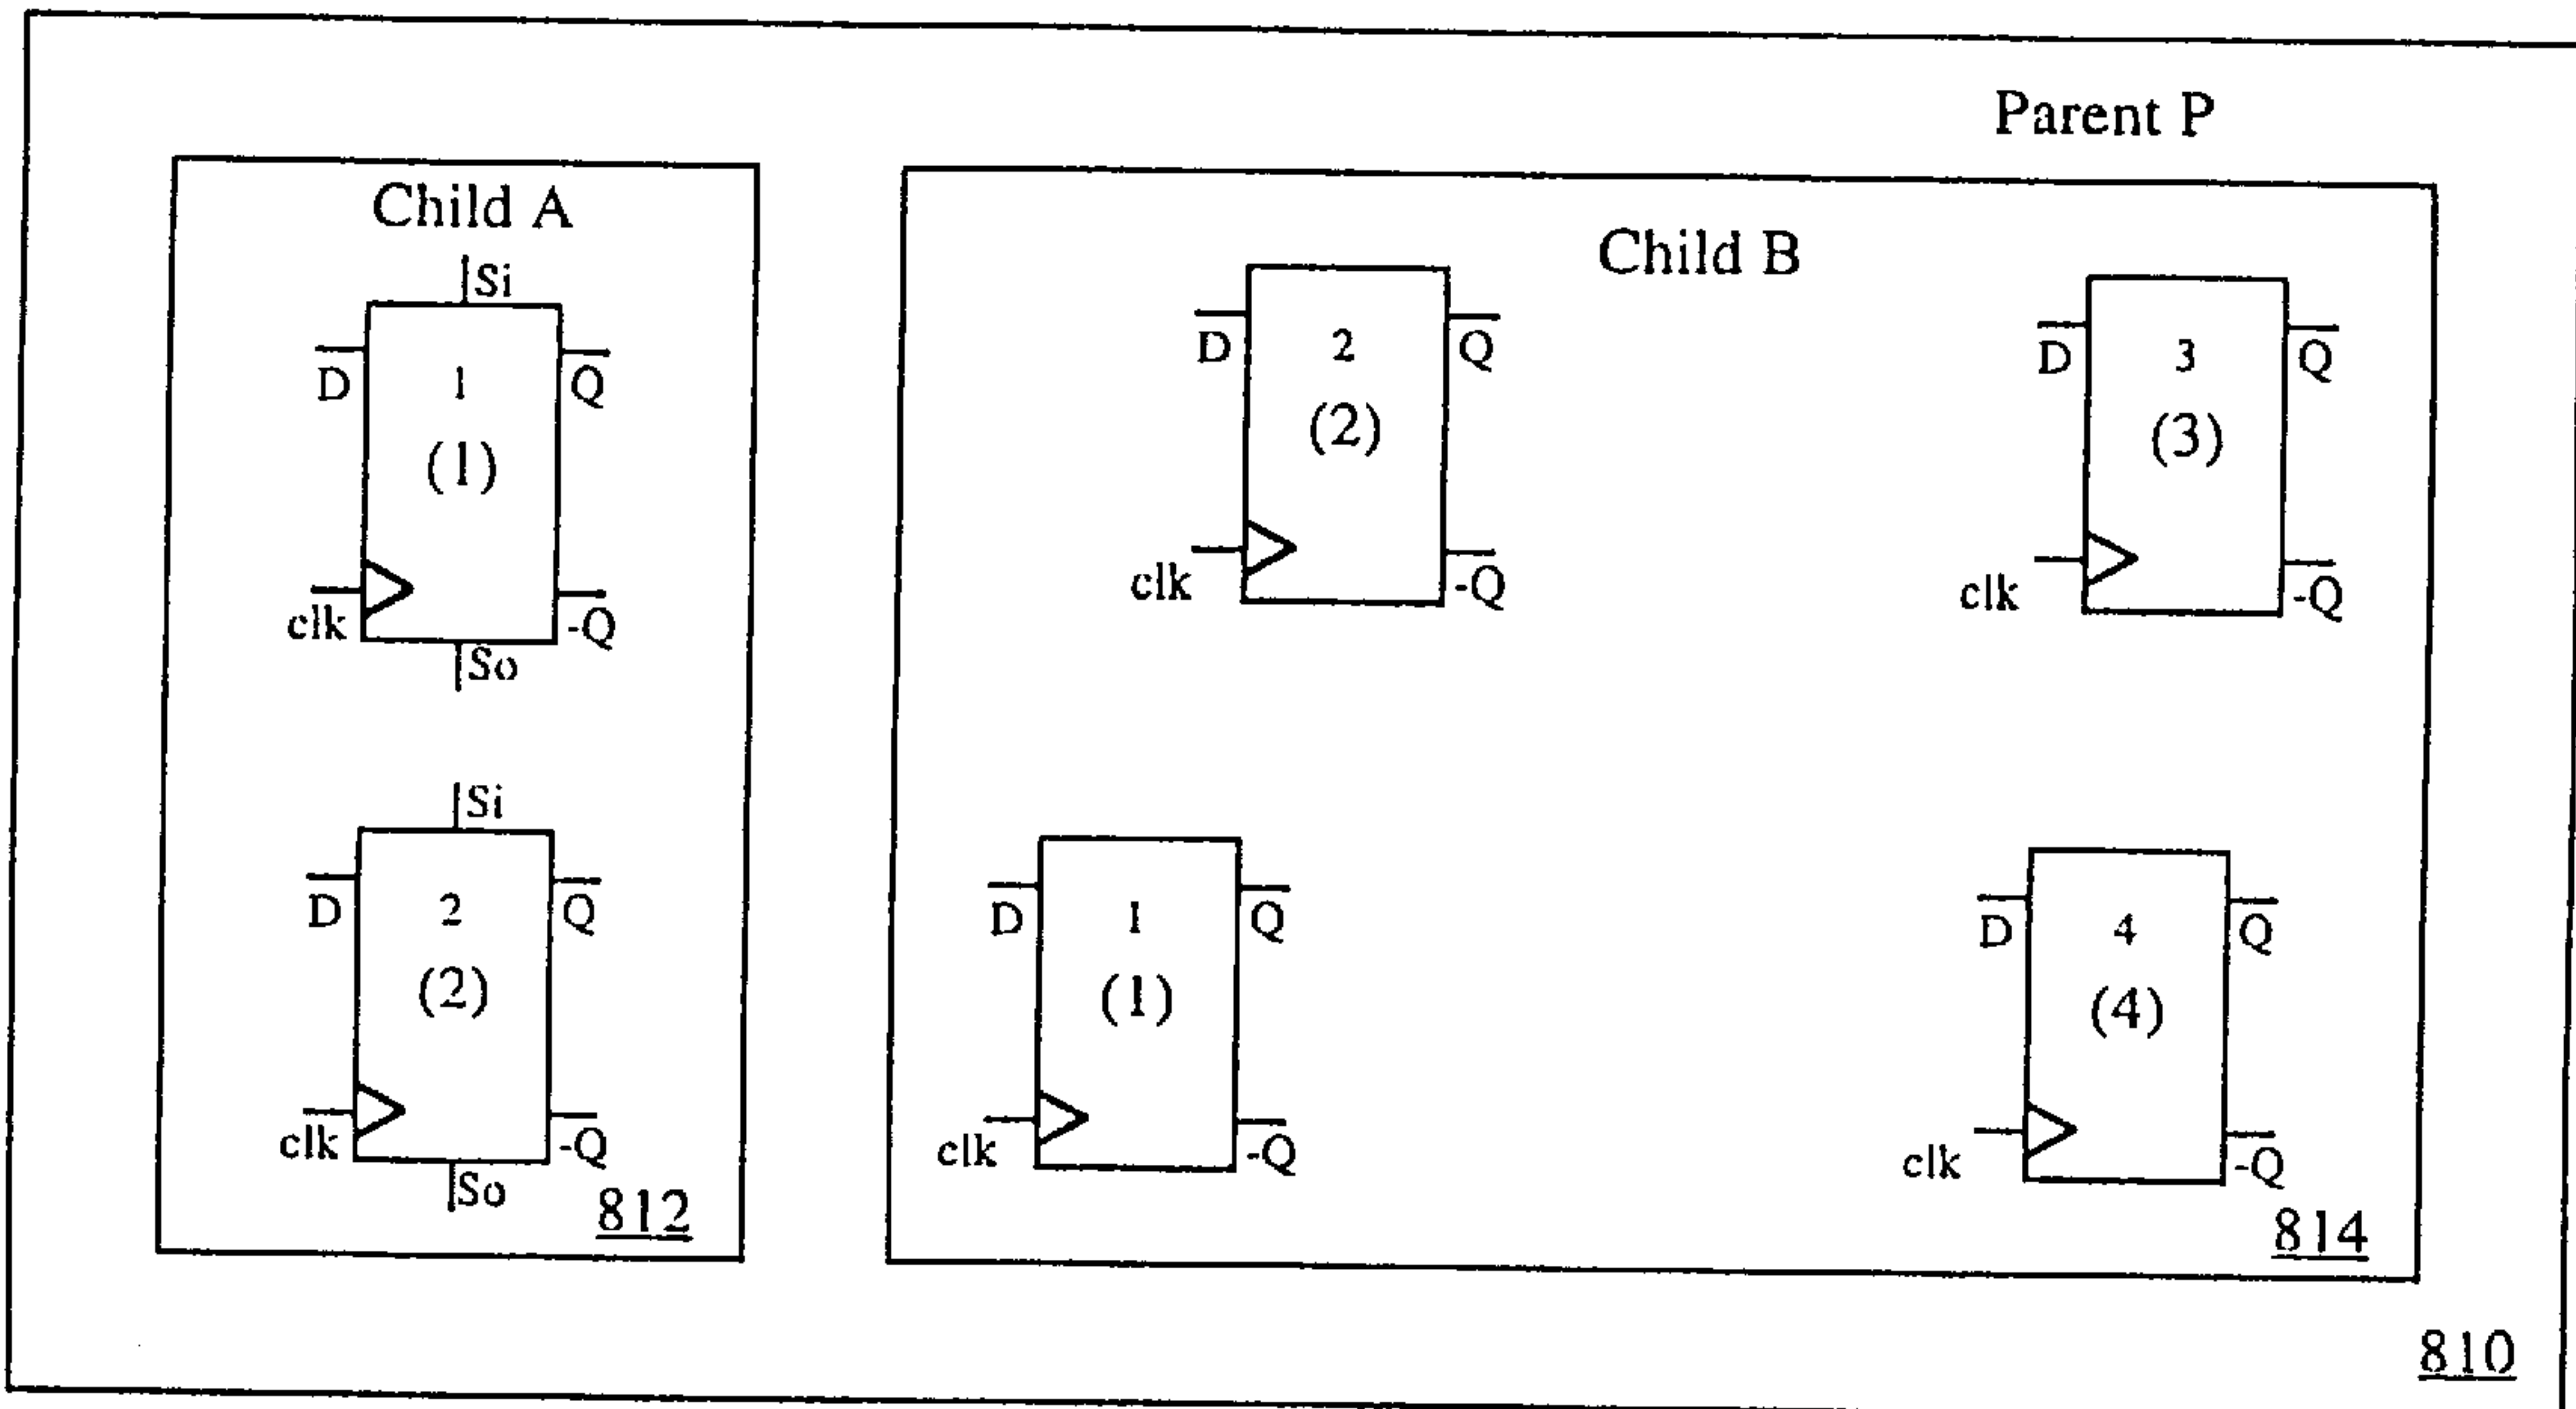 Parent P
Child A
Si
D
1
Q
(1)
clk
-Q
So
Si
D
2
Q
(2)
clk
-Q
So
812
Child B
D
2
Q
(2)
clk
-Q
D
3
Q
(3)
clk
-Q
D
1
Q
(1)
clk
-Q
D
4
Q
(4)
clk
-Q
814
810